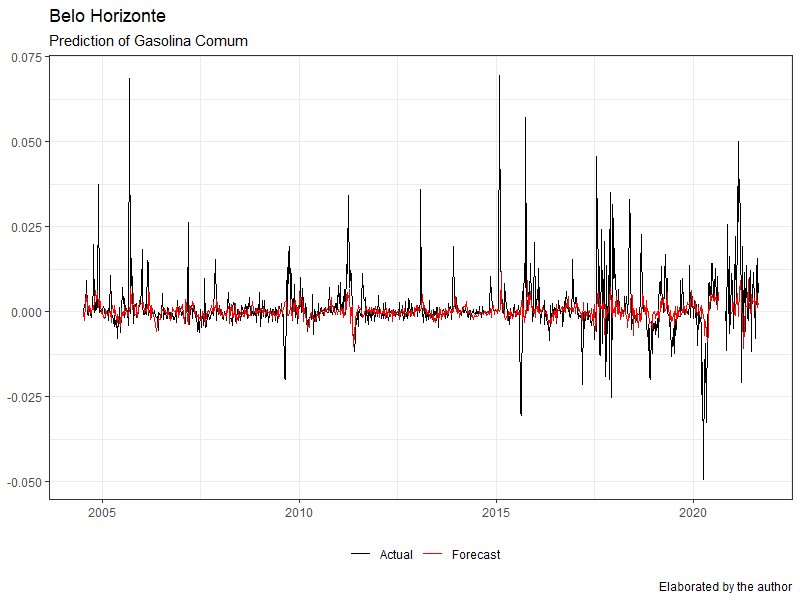 Belo Horizonte
Prediction of Gasolina Comum
0.075
0.050
0.025
0.000
-0.025
-0.050
2005 2010 2015 2020
Actual Forecast
Elaborated by the author